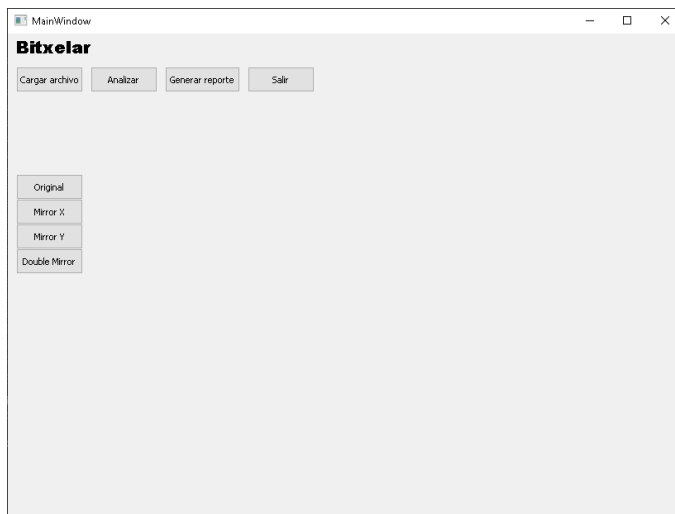 MainWindow
Bitxelar
Cargar archivo Analizar Generar reporte Salir
Original
Mirror X
Mirror Y
Double Mirror